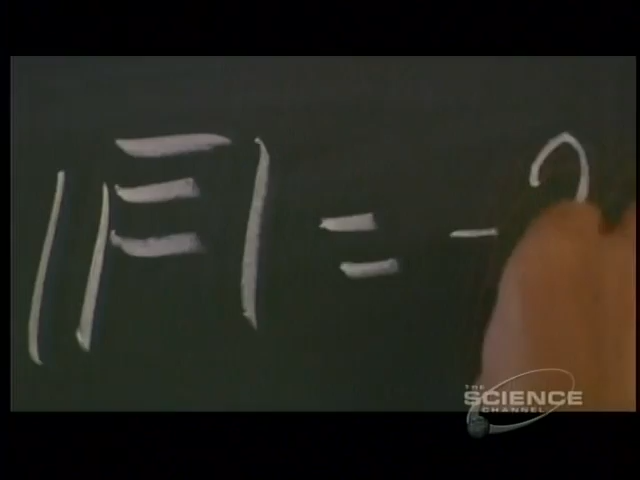 |F̅| = -
THE
SCIENCE
CHANNEL